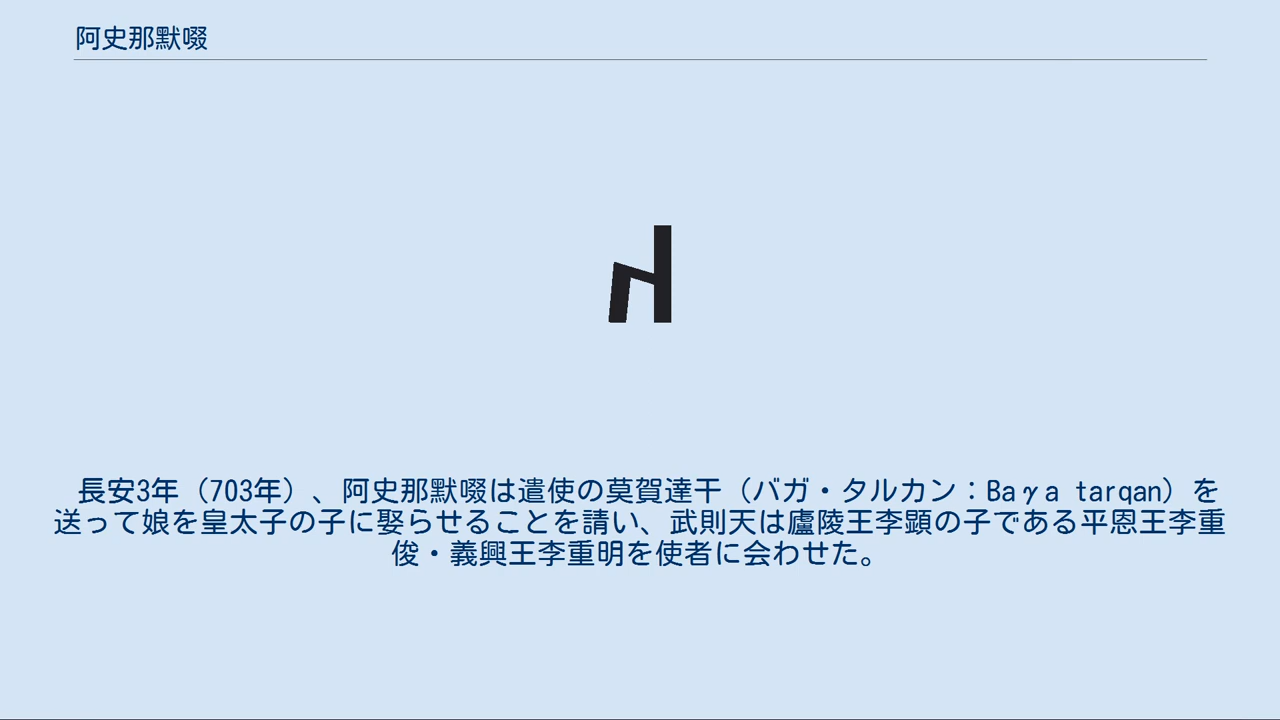 阿史那默啜
長安3年（703年）、阿史那默啜は遣使の莫賀達干（バガ・タルカン：Baγa tarqan）を
送って娘を皇太子の子に娶らせることを請い、武則天は廬陵王李顕の子である平恩王李重
俊・義興王李重明を使者に会わせた。